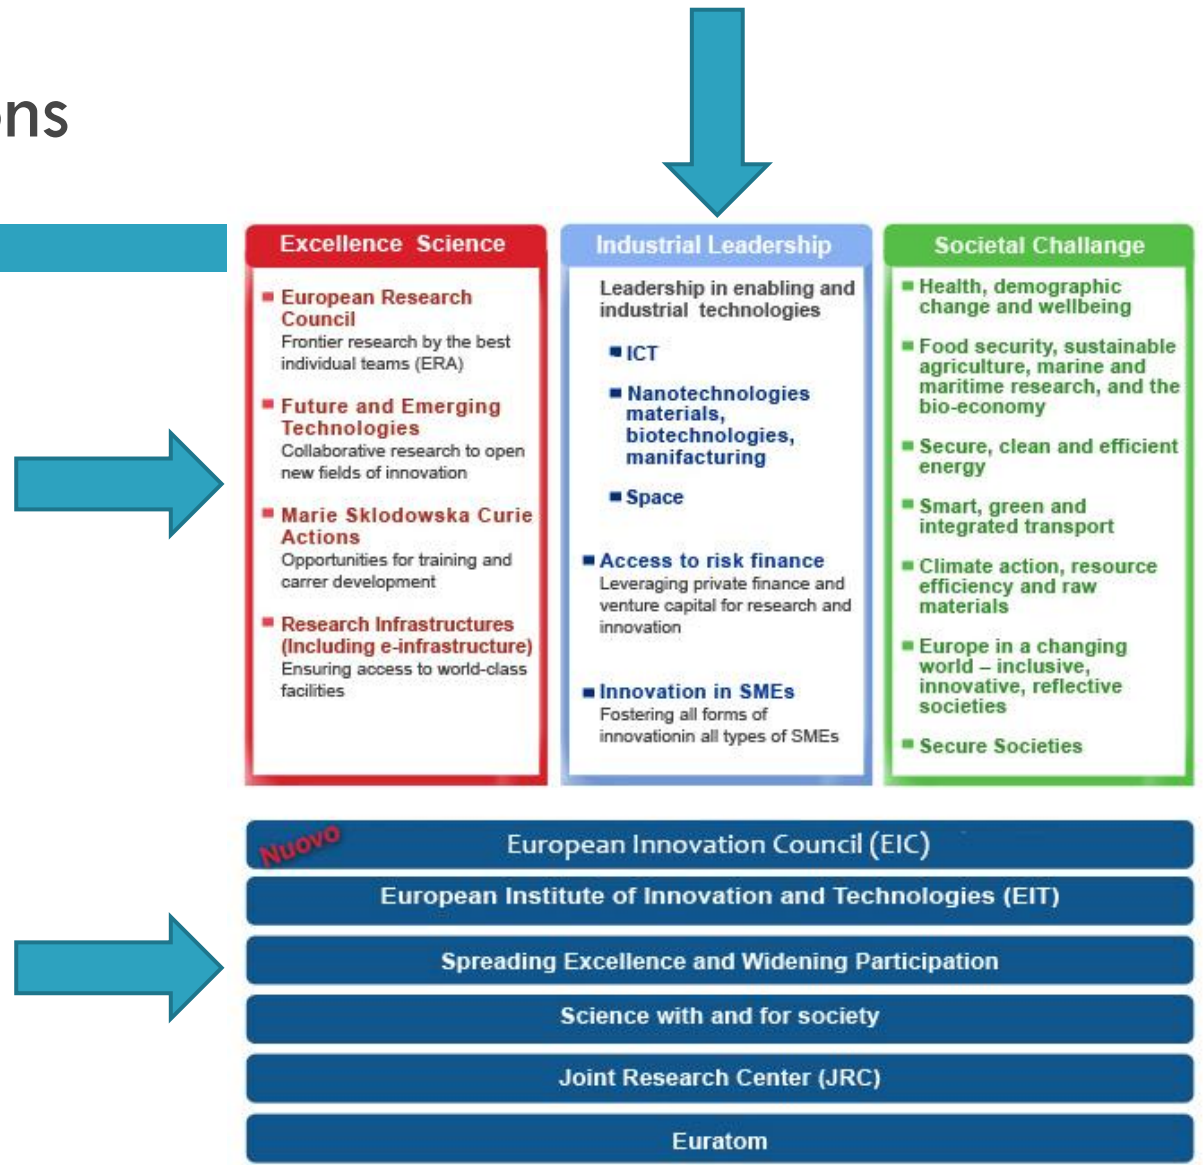 ns
Excellence Science
European Research
Council
Frontier research by the best
individual teams (ERA)
Future and Emerging
Technologies
Collaborative research to open
new fields of innovation
Marie Sklodowska Curie
Actions
Opportunities for training and
carrer development
Research Infrastructures
(Including e-infrastructure)
Ensuring access to world-class
facilities
Industrial Leadership
Leadership in enabling and
industrial technologies
ICT
Nanotechnologies
materials,
biotechnologies,
manifacturing
Space
Access to risk finance
Leveraging private finance and
venture capital for research and
innovation
Innovation in SMEs
Fostering all forms of
innovationin all types of SMEs
Societal Challange
Health, demographic
change and wellbeing
Food security, sustainable
agriculture, marine and
maritime research, and the
bio-economy
Secure, clean and efficient
energy
Smart, green and
integrated transport
Climate action, resource
efficiency and raw
materials
Europe in a changing
world – inclusive,
innovative, reflective
societies
Secure Societies
Nuovo
European Innovation Council (EIC)
European Institute of Innovation and Technologies (EIT)
Spreading Excellence and Widening Participation
Science with and for society
Joint Research Center (JRC)
Euratom